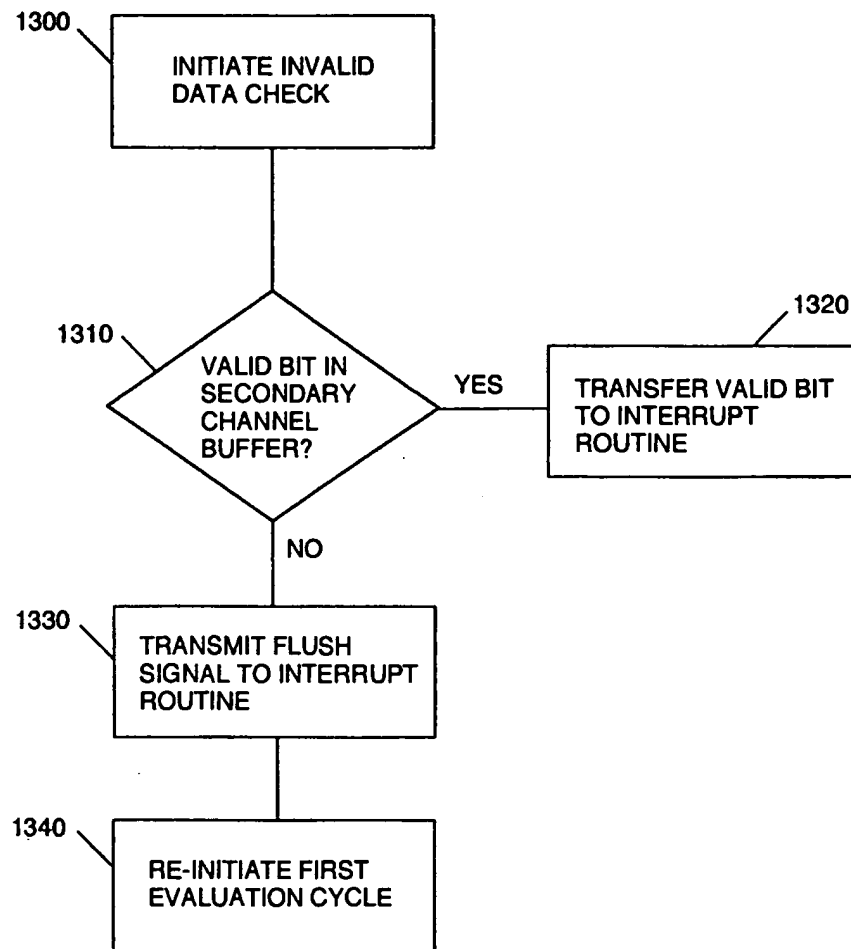 1300
INITIATE INVALID
DATA CHECK
1310
VALID BIT IN
SECONDARY
CHANNEL
BUFFER?
YES
1320
TRANSFER VALID BIT
TO INTERRUPT
ROUTINE
NO
1330
TRANSMIT FLUSH
SIGNAL TO INTERRUPT
ROUTINE
1340
RE-INITIATE FIRST
EVALUATION CYCLE